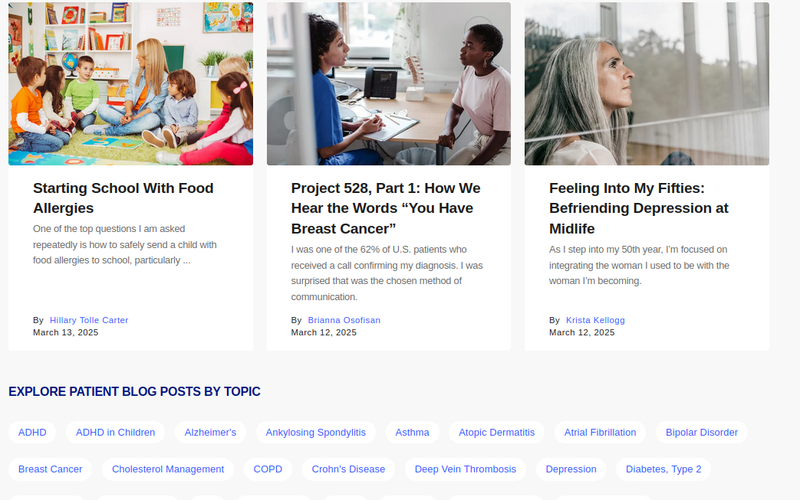 Starting School With Food
Allergies
One of the top questions I am asked
repeatedly is how to safely send a child with
food allergies to school, particularly ...
By Hillary Tolle Carter
March 13, 2025
Project 528, Part 1: How We
Hear the Words “You Have
Breast Cancer”
I was one of the 62% of U.S. patients who
received a call confirming my diagnosis. I was
surprised that was the chosen method of
communication.
By Brianna Osofisan
March 12, 2025
Feeling Into My Fifties:
Befriending Depression at
Midlife
As I step into my 50th year, I’m focused on
integrating the woman I used to be with the
woman I’m becoming.
By Krista Kellogg
March 12, 2025
EXPLORE PATIENT BLOG POSTS BY TOPIC
ADHD ADHD in Children Alzheimer's Ankylosing Spondylitis Asthma Atopic Dermatitis Atrial Fibrillation Bipolar Disorder
Breast Cancer Cholesterol Management COPD Crohn's Disease Deep Vein Thrombosis Depression Diabetes, Type 2